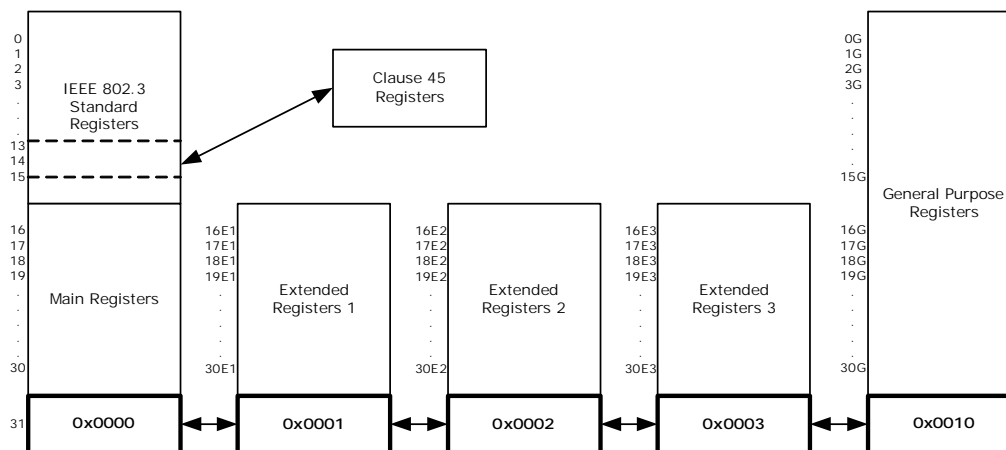 0
1
2
3
.
.
.
13
14
15
IEEE 802.3
Standard
Registers
Clause 45
Registers
16
17
18
19
.
.
.
.
.
30
Main Registers
16E1
17E1
18E1
19E1
.
.
.
.
.
30E1
Extended
Registers 1
16E2
17E2
18E2
19E2
.
.
.
.
.
30E2
Extended
Registers 2
16E3
17E3
18E3
19E3
.
.
.
.
.
30E3
Extended
Registers 3
0G
1G
2G
3G
.
.
.
.
.
15G
16G
17G
18G
19G
.
.
.
.
.
30G
General Purpose
Registers
31
0x0000
0x0001
0x0002
0x0003
0x0010